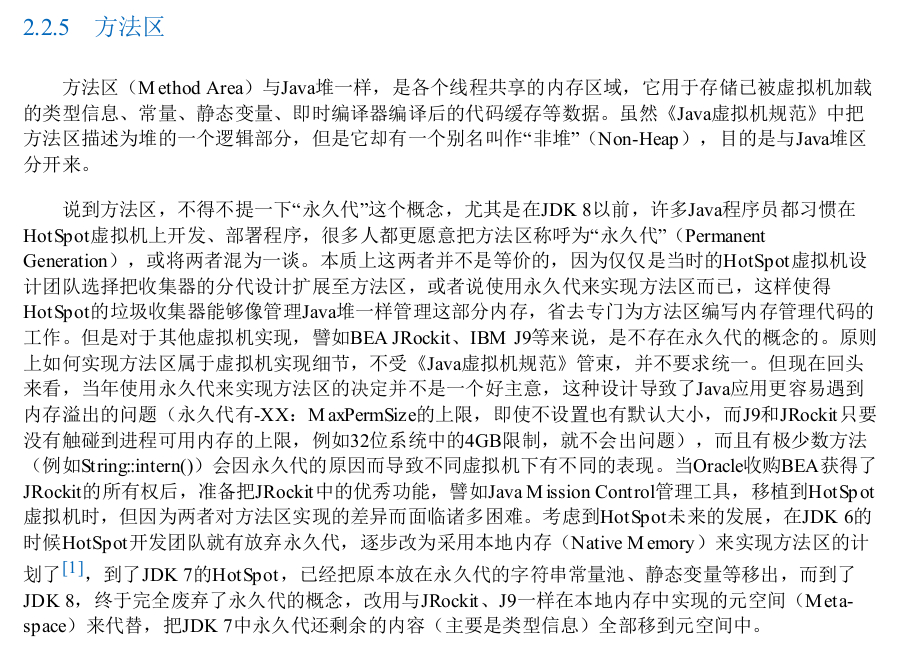 2.2.5 方法区
方法区（Method Area）与Java堆一样，是各个线程共享的内存区域，它用于存储已被虚拟机加载
的类型信息、常量、静态变量、即时编译器编译后的代码缓存等数据。虽然《Java虚拟机规范》中把
方法区描述为堆的一个逻辑部分，但是它却有一个别名叫作“非堆”（Non-Heap），目的是与Java堆区
分开来。
说到方法区，不得不提一下“永久代”这个概念，尤其是在JDK 8以前，许多Java程序员都习惯在
HotSpot虚拟机上开发、部署程序，很多人都更愿意把方法区称呼为“永久代”（Permanent
Generation），或将两者混为一谈。本质上这两者并不是等价的，因为仅仅是当时的HotSpot虚拟机设
计团队选择把收集器的分代设计扩展至方法区，或者说使用永久代来实现方法区而已，这样使得
HotSpot的垃圾收集器能够像管理Java堆一样管理这部分内存，省去专门为方法区编写内存管理代码的
工作。但是对于其他虚拟机实现，譬如BEA JRockit、IBM J9等来说，是不存在永久代的概念的。原则
上如何实现方法区属于虚拟机实现细节，不受《Java虚拟机规范》管束，并不要求统一。但现在回头
来看，当年使用永久代来实现方法区的决定并不是一个好主意，这种设计导致了Java应用更容易遇到
内存溢出的问题（永久代有-XX：MaxPermSize的上限，即使不设置也有默认大小，而J9和JRockit只要
没有触碰到进程可用内存的上限，例如32位系统中的4GB限制，就不会出问题），而且有极少数方法
（例如String::intern()）会因永久代的原因而导致不同虚拟机下有不同的表现。当Oracle收购BEA获得了
JRockit的所有权后，准备把JRockit中的优秀功能，譬如Java Mission Control管理工具，移植到HotSpot
虚拟机时，但因为两者对方法区实现的差异而面临诸多困难。考虑到HotSpot未来的发展，在JDK 6的
时候HotSpot开发团队就有放弃永久代，逐步改为采用本地内存（Native Memory）来实现方法区的计
划了[1]，到了JDK 7的HotSpot，已经把原本放在永久代的字符串常量池、静态变量等移出，而到了
JDK 8，终于完全废弃了永久代的概念，改用与JRockit、J9一样在本地内存中实现的元空间（Meta-
space）来代替，把JDK 7中永久代还剩余的内容（主要是类型信息）全部移到元空间中。